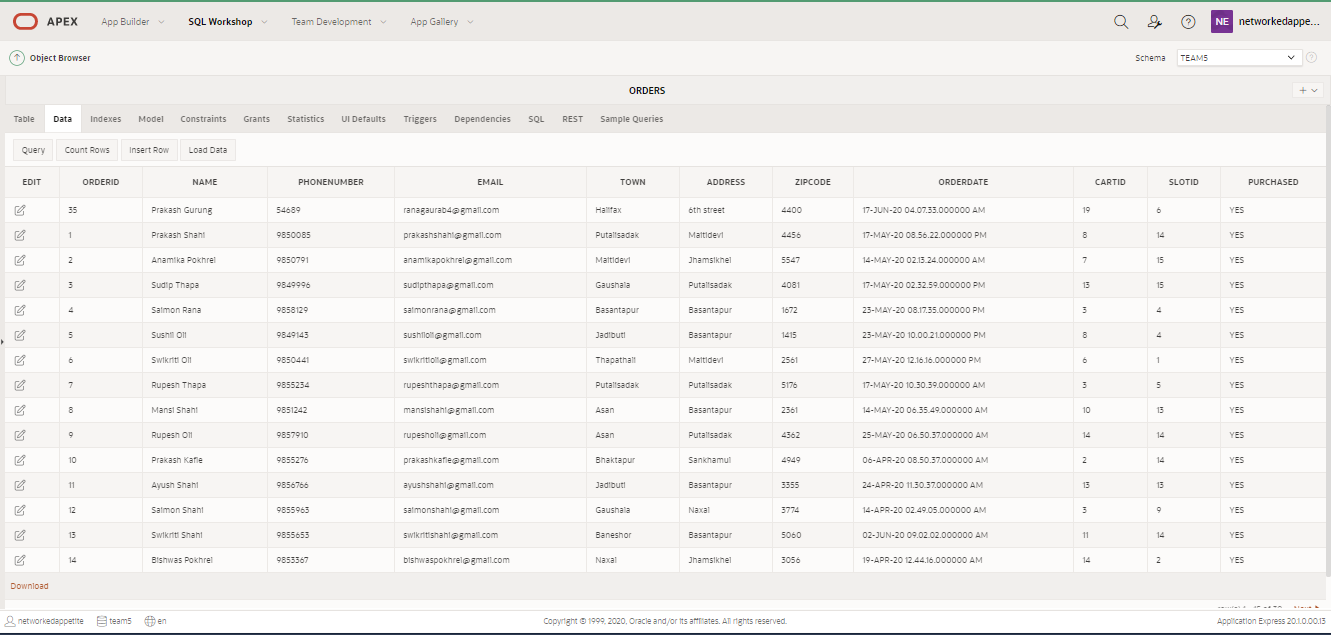 APEX App Builder SQL Workshop Team Development App Gallery NE networkedappe...
Object Browser Schema TEAM5
ORDERS
Table Data Indexes Model Constraints Grants Statistics UI Defaults Triggers Dependencies SQL REST Sample Queries
Query Count Rows Insert Row Load Data
EDIT ORDERID NAME PHONENUMBER EMAIL TOWN ADDRESS ZIPCODE ORDERDATE CARTID SLOTID PURCHASED
35 Prakash Gurung 54689 ranagaurab4@gmail.com Halifax 6th street 4400 17-JUN-20 04.07.33.000000 AM 19 6 YES
1 Prakash Shahi 9850085 prakashshahi@gmail.com Putalisadak Maitidevi 4456 17-MAY-20 08.56.22.000000 PM 8 14 YES
2 Anamika Pokhrel 9850791 anamikapokhrel@gmail.com Maitidevi Jhamsikhel 5547 14-MAY-20 02.13.24.000000 AM 7 15 YES
3 Sudip Thapa 9849996 sudipthapa@gmail.com Gaushala Putalisadak 4081 17-MAY-20 02.32.59.000000 AM 13 15 YES
4 Saimon Rana 9858129 saimonrana@gmail.com Basantapur Basantapur 1672 23-MAY-20 08.17.35.000000 PM 3 4 YES
5 Sushil Oli 9849143 sushiloli@gmail.com Jadibuti Basantapur 1415 23-MAY-20 10.00.21.000000 PM 8 4 YES
6 Swikriti Oli 9850441 swikritioli@gmail.com Thapathali Maitidevi 2561 27-MAY-20 12.16.16.000000 PM 6 1 YES
7 Rupesh Thapa 9855234 rupeshthapa@gmail.com Putalisadak Putalisadak 5176 17-MAY-20 10.30.39.000000 AM 3 5 YES
8 Mansi Shahi 9851242 mansishahi@gmail.com Asan Basantapur 2361 14-MAY-20 06.35.49.000000 AM 10 13 YES
9 Rupesh Oli 9857910 rupesholi@gmail.com Asan Putalisadak 4362 25-MAY-20 06.50.37.000000 AM 14 14 YES
10 Prakash Kafle 9855276 prakashkafle@gmail.com Bhaktapur Sankhamul 4949 06-APR-20 08.50.37.000000 AM 2 14 YES
11 Ayush Shahi 9856766 ayushshahi@gmail.com Jadibuti Basantapur 3355 24-APR-20 11.30.37.000000 AM 13 13 YES
12 Saimon Shahi 9855963 saimonshahi@gmail.com Gaushala Naxal 3774 14-APR-20 02.49.05.000000 AM 3 9 YES
13 Swikriti Shahi 9855653 swikritishahi@gmail.com Baneshor Basantapur 5060 02-JUN-20 09.02.02.000000 AM 11 14 YES
14 Bishwas Pokhrel 9853367 bishwaspokhrel@gmail.com Naxal Jhamsikhel 3056 19-APR-20 12.44.16.000000 AM 14 2 YES
Download
networkedappetite team5 en Copyright © 1999, 2020, Oracle and/or its affiliates. All rights reserved. Application Express 20.1.0.00.13